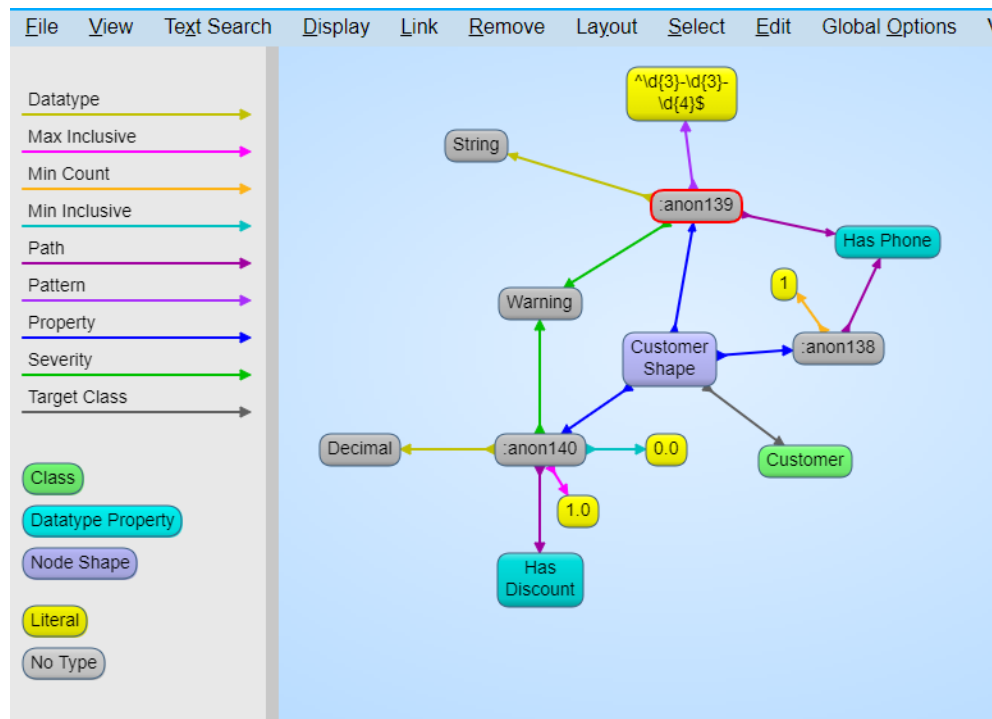 File View Text Search Display Link Remove Layout Select Edit Global Options
Datatype
Max Inclusive
Min Count
Min Inclusive
Path
Pattern
Property
Severity
Target Class
Class
Datatype Property
Node Shape
Literal
No Type
^\d{3}-\d{3}-
\d{4}$
String
:anon139
Has Phone
1
Warning
Customer
Shape
:anon138
Decimal
:anon140
0.0
Customer
1.0
Has
Discount